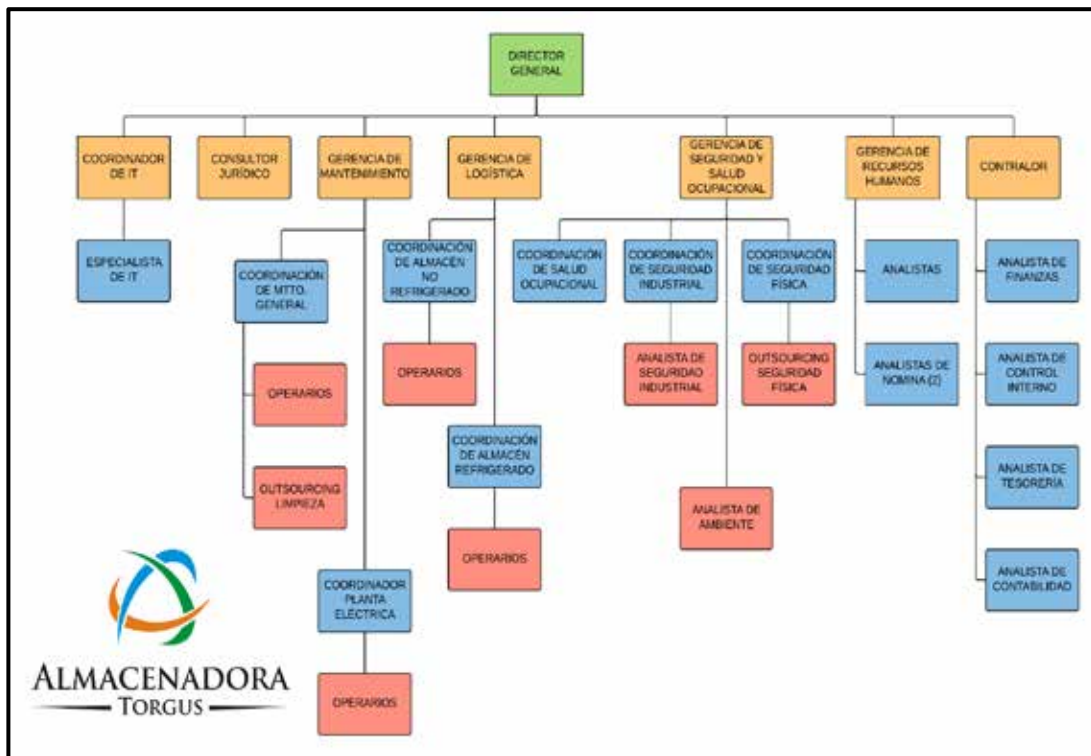 DIRECTOR
GENERAL
COORDINADOR
DE IT
CONSULTOR
JURÍDICO
GERENCIA DE
MANTENIMIENTO
GERENCIA DE
LOGÍSTICA
GERENCIA DE
SEGURIDAD Y
SALUD
OCUPACIONAL
GERENCIA DE
RECURSOS
HUMANOS
CONTRALOR
ESPECIALISTA
DE IT
COORDINACIÓN
DE MTTO.
GENERAL
COORDINACIÓN
DE ALMACÉN
NO
REFRIGERADO
COORDINACIÓN
DE SALUD
OCUPACIONAL
COORDINACIÓN
DE SEGURIDAD
INDUSTRIAL
COORDINACIÓN
DE SEGURIDAD
FÍSICA
ANALISTAS
ANALISTA DE
FINANZAS
OPERARIOS
OPERARIOS
ANALISTA DE
SEGURIDAD
INDUSTRIAL
OUTSOURCING
SEGURIDAD
FÍSICA
ANALISTAS DE
NOMINA (2)
ANALISTA DE
CONTROL
INTERNO
OUTSOURCING
LIMPIEZA
COORDINACIÓN
DE ALMACÉN
REFRIGERADO
ANALISTA DE
AMBIENTE
ANALISTA DE
TESORERÍA
OPERARIOS
COORDINADOR
PLANTA
ELÉCTRICA
ANALISTA DE
CONTABILIDAD
OPERARIOS
ALMACENADORA
TORGUS